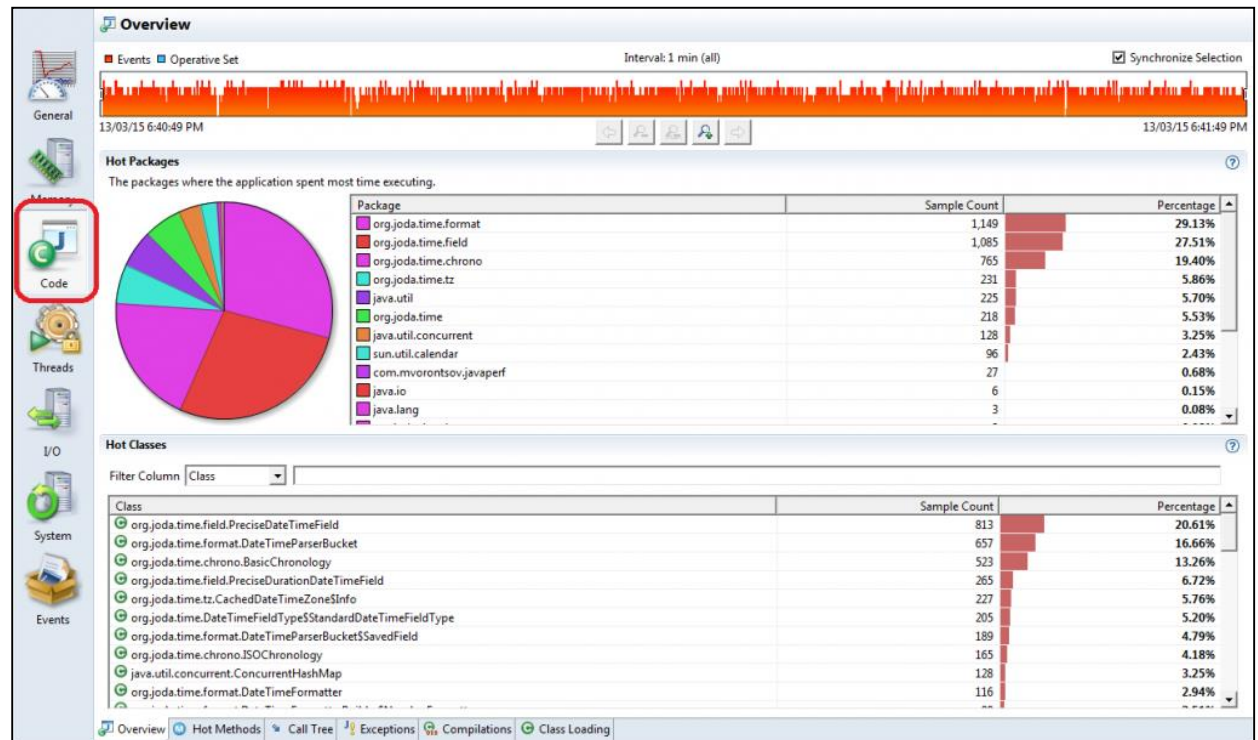 Overview
Events Operative Set Interval: 1 min (all) Synchronize Selection
General
13/03/15 6:40:49 PM 13/03/15 6:41:49 PM
Hot Packages
The packages where the application spent most time executing.
Memory
Code
Threads
I/O
System
Events
Package Sample Count Percentage
org.joda.time.format 1,149 29.13%
org.joda.time.field 1,085 27.51%
org.joda.time.chrono 765 19.40%
org.joda.time.tz 231 5.86%
java.util 225 5.70%
org.joda.time 218 5.53%
java.util.concurrent 128 3.25%
sun.util.calendar 96 2.43%
com.mvorontsov.javaperf 27 0.68%
java.io 6 0.15%
java.lang 3 0.08%
Hot Classes
Filter Column Class
Class Sample Count Percentage
org.joda.time.field.PreciseDateTimeField 813 20.61%
org.joda.time.format.DateTimeParserBucket 657 16.66%
org.joda.time.chrono.BasicChronology 523 13.26%
org.joda.time.field.PreciseDurationDateTimeField 265 6.72%
org.joda.time.tz.CachedDateTimeZone$Info 227 5.76%
org.joda.time.DateTimeFieldType$StandardDateTimeFieldType 205 5.20%
org.joda.time.format.DateTimeParserBucket$SavedField 189 4.79%
org.joda.time.chrono.ISOChronology 165 4.18%
java.util.concurrent.ConcurrentHashMap 128 3.25%
org.joda.time.format.DateTimeFormatter 116 2.94%
Overview Hot Methods Call Tree Exceptions Compilations Class Loading